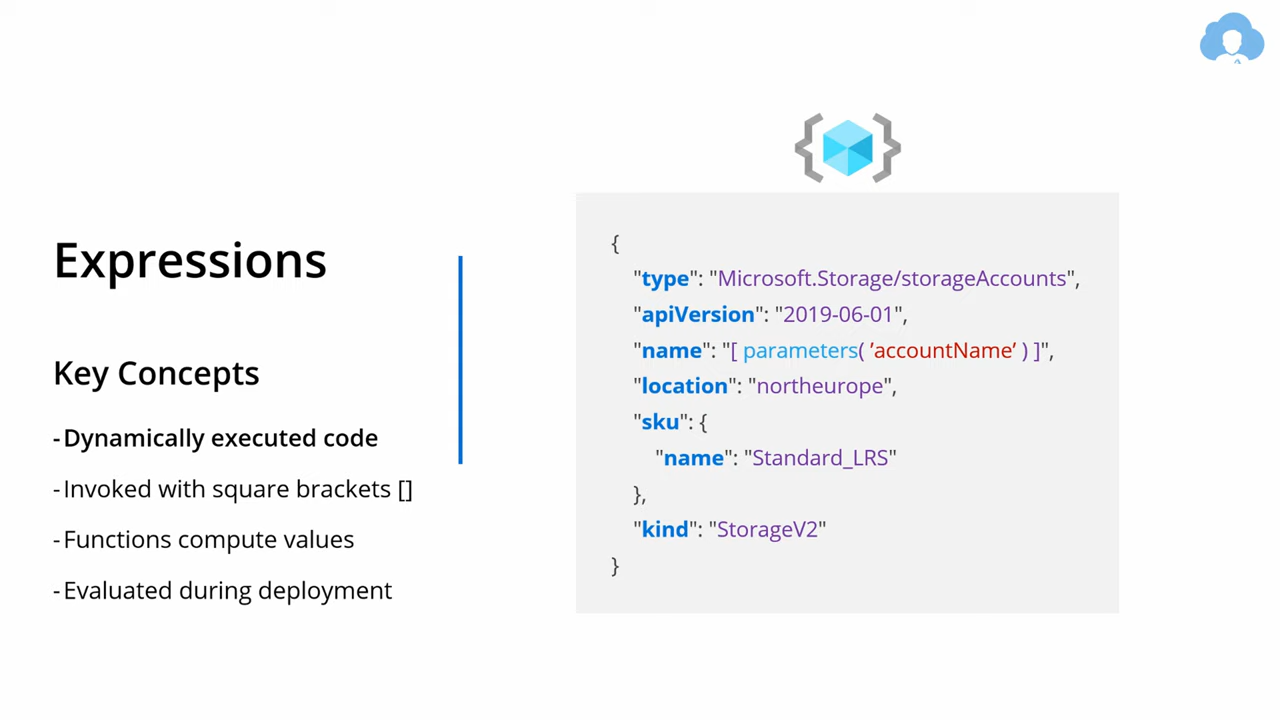 Expressions
Key Concepts
- Dynamically executed code
- Invoked with square brackets []
- Functions compute values
- Evaluated during deployment
{
"type": "Microsoft.Storage/storageAccounts",
"apiVersion": "2019-06-01",
"name": "[ parameters( ’accountName’ ) ]",
"location": "northeurope",
"sku": {
"name": "Standard_LRS"
},
"kind": "StorageV2"
}